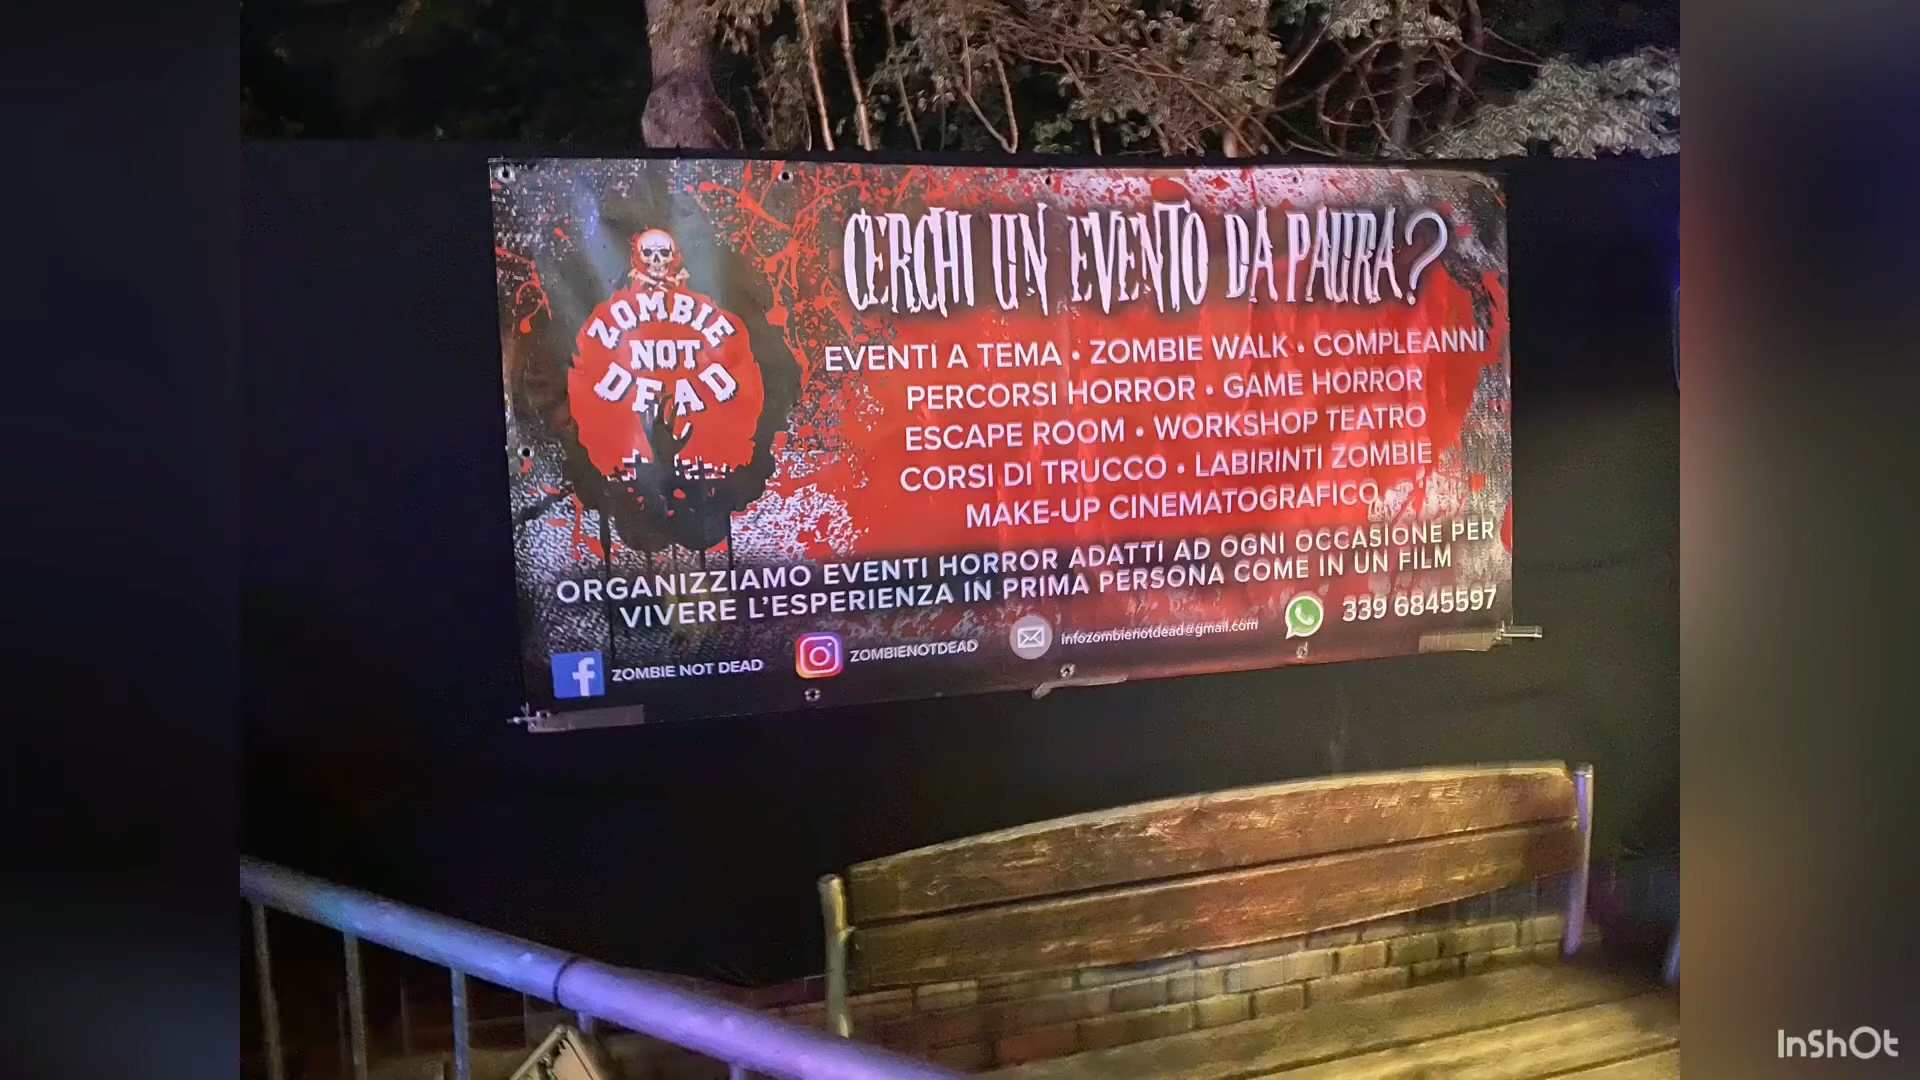 CERCHI UN EVENTO DA PAURA?
ZOMBIE
NOT
DEAD
EVENTI A TEMA • ZOMBIE WALK • COMPLEANNI
PERCORSI HORROR • GAME HORROR
ESCAPE ROOM • WORKSHOP TEATRO
CORSI DI TRUCCO • LABIRINTI ZOMBIE
MAKE-UP CINEMATOGRAFICO
ORGANIZZIAMO EVENTI HORROR ADATTI AD OGNI OCCASIONE PER
VIVERE L'ESPERIENZA IN PRIMA PERSONA COME IN UN FILM
ZOMBIE NOT DEAD
ZOMBIENOTDEAD
infozombienotdead@gmail.com
339 6845597
InShOt